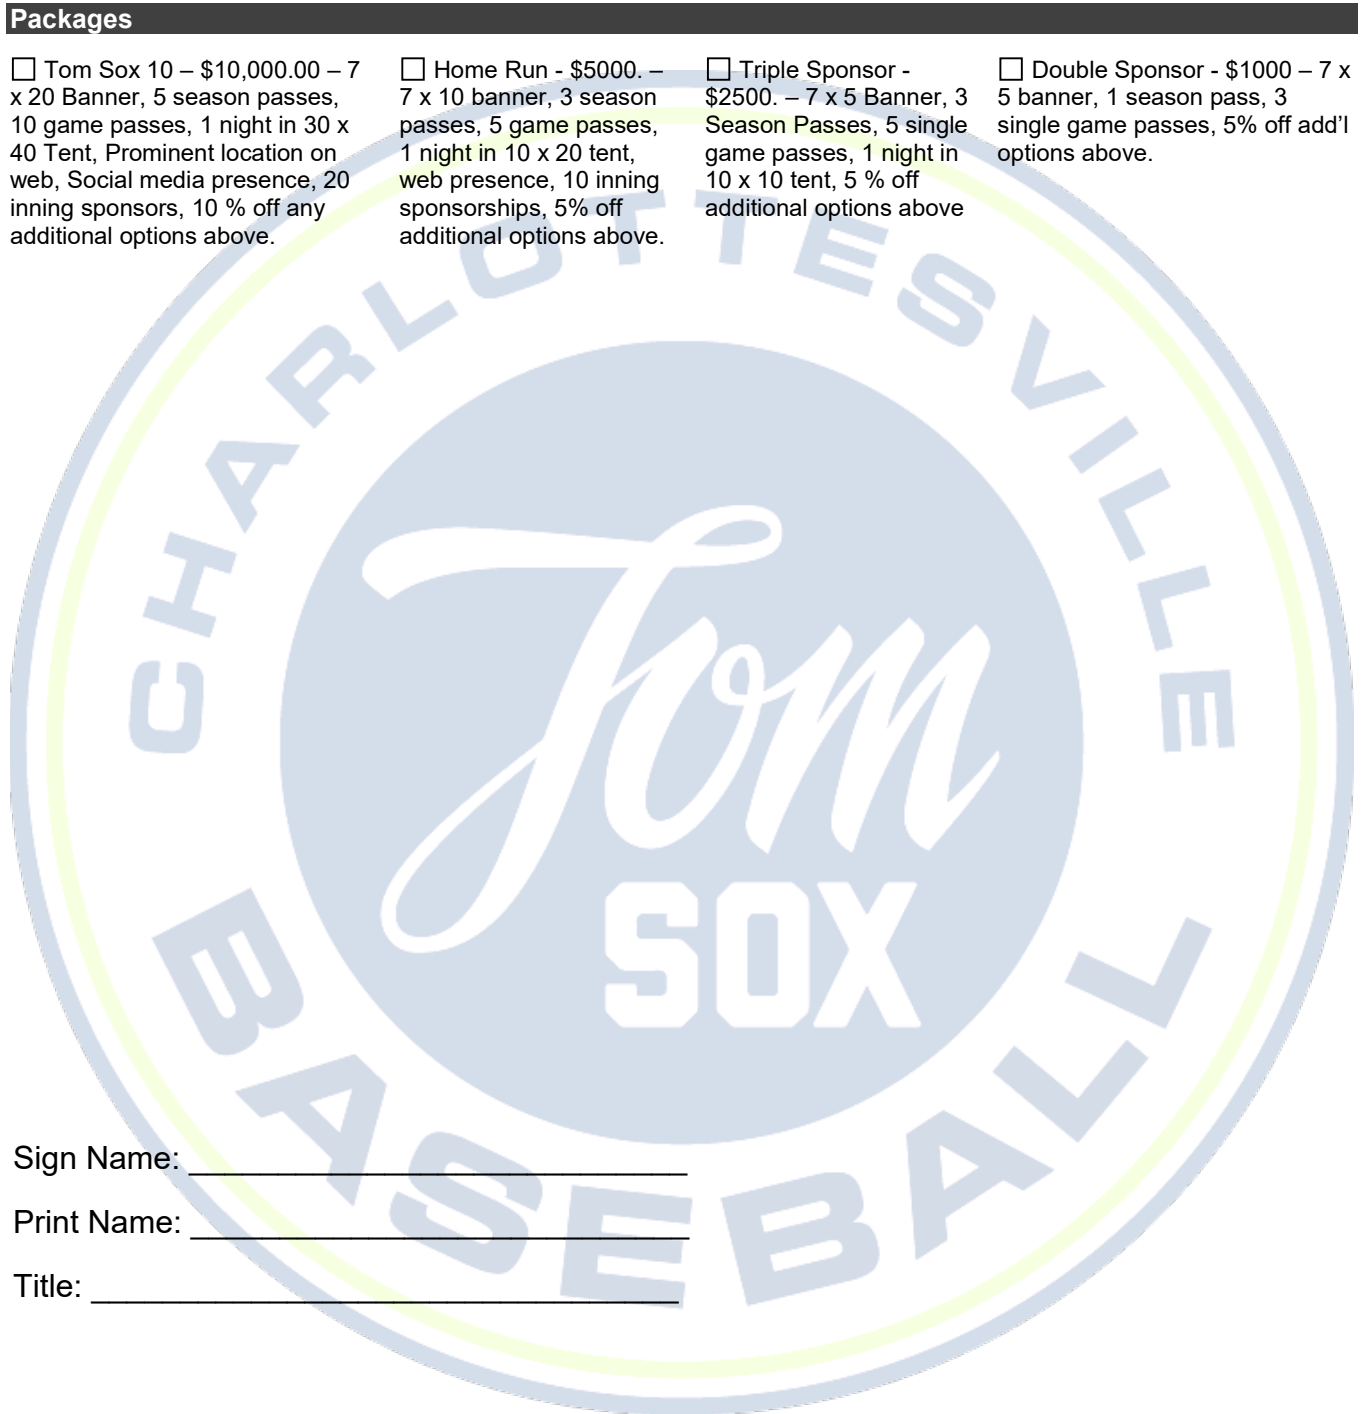 Packages
☐ Tom Sox 10 – $10,000.00 – 7
x 20 Banner, 5 season passes,
10 game passes, 1 night in 30 x
40 Tent, Prominent location on
web, Social media presence, 20
inning sponsors, 10 % off any
additional options above.
☐ Home Run - $5000. –
7 x 10 banner, 3 season
passes, 5 game passes,
1 night in 10 x 20 tent,
web presence, 10 inning
sponsorships, 5% off
additional options above.
☐ Triple Sponsor -
$2500. – 7 x 5 Banner, 3
Season Passes, 5 single
game passes, 1 night in
10 x 10 tent, 5 % off
additional options above
☐ Double Sponsor - $1000 – 7 x
5 banner, 1 season pass, 3
single game passes, 5% off add’l
options above.
CHARLOTTESVILLE
Tom
SOX
BASEBALL
Sign Name: ____________________________
Print Name: ____________________________
Title: _________________________________